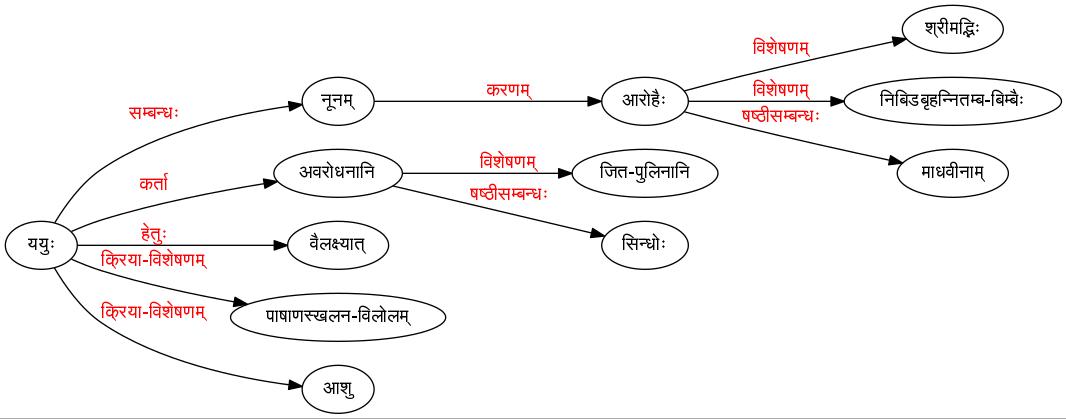 श्रीमद्भिः
विशेषणम्
सम्बन्धः
नूनम्
करणम्
आरोहैः
विशेषणम्
निबिडबृहन्नितम्ब-बिम्बैः
षष्ठीसम्बन्धः
माधवीनाम्
कर्ता
अवरोधनानि
विशेषणम्
जित-पुलिनानि
षष्ठीसम्बन्धः
सिन्धोः
ययुः
हेतुः
वैलक्ष्यात्
क्रिया-विशेषणम्
पाषाणस्खलन-विलोलम्
क्रिया-विशेषणम्
आशु